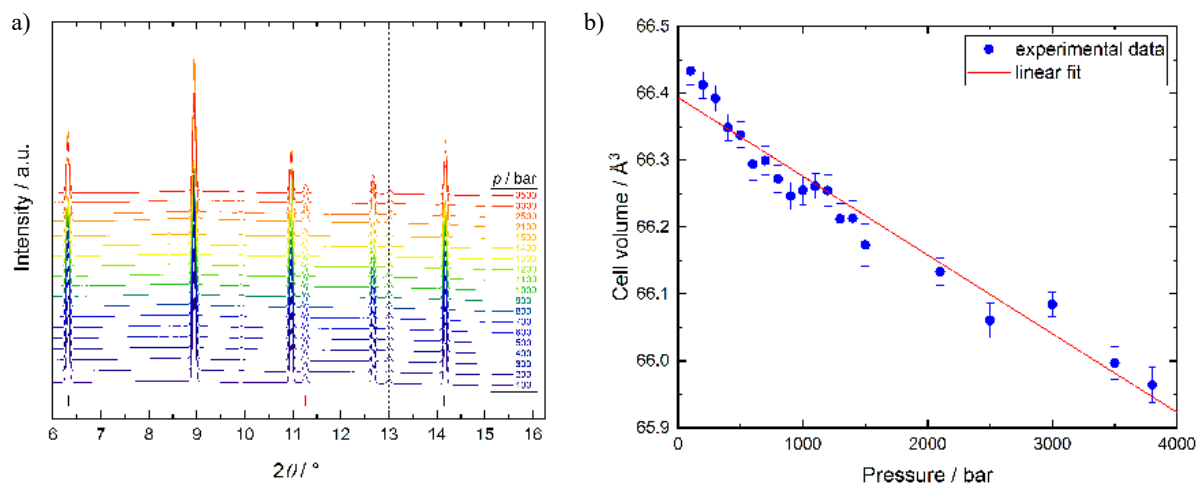 a)
Intensity / a.u.
p / bar
3500
3000
2500
2100
1500
1400
1300
1200
1100
1000
900
800
700
600
500
400
300
200
100
6 7 8 9 10 11 12 13 14 15 16
2θ / °
b)
Cell volume / Å³
66.5
66.4
66.3
66.2
66.1
66.0
65.9
experimental data
linear fit
0 1000 2000 3000 4000
Pressure / bar